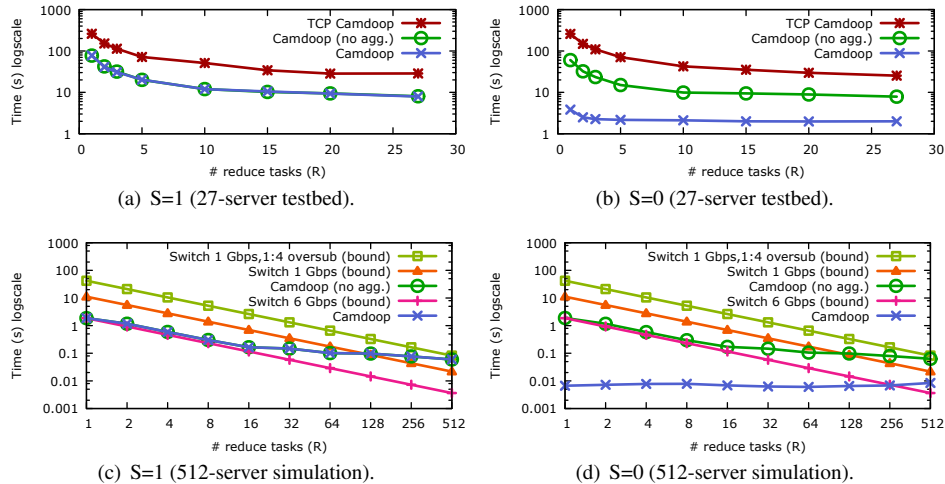 Time (s) logscale
1000
100
10
1
TCP Camdoop
Camdoop (no agg.)
Camdoop
0 5 10 15 20 25 30
# reduce tasks (R)
(a) S=1 (27-server testbed).
Time (s) logscale
1000
100
10
1
TCP Camdoop
Camdoop (no agg.)
Camdoop
0 5 10 15 20 25 30
# reduce tasks (R)
(b) S=0 (27-server testbed).
Time (s) logscale
1000
100
10
1
0.1
0.01
0.001
Switch 1 Gbps,1:4 oversub (bound)
Switch 1 Gbps (bound)
Camdoop (no agg.)
Switch 6 Gbps (bound)
Camdoop
1 2 4 8 16 32 64 128 256 512
# reduce tasks (R)
(c) S=1 (512-server simulation).
Time (s) logscale
1000
100
10
1
0.1
0.01
0.001
Switch 1 Gbps,1:4 oversub (bound)
Switch 1 Gbps (bound)
Camdoop (no agg.)
Switch 6 Gbps (bound)
Camdoop
1 2 4 8 16 32 64 128 256 512
# reduce tasks (R)
(d) S=0 (512-server simulation).